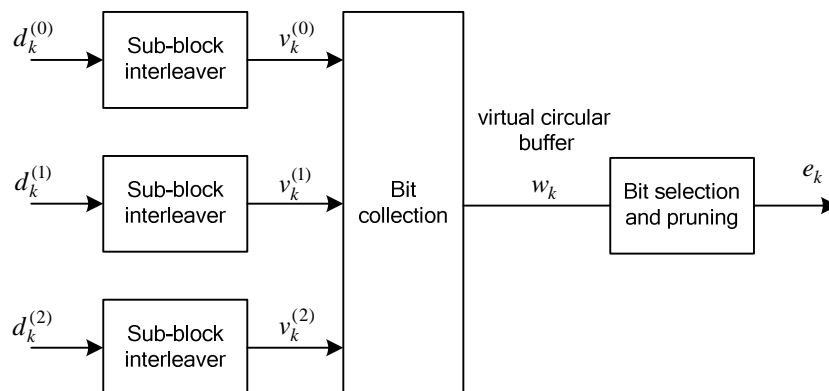 d_k^{(0)}
Sub-block
interleaver
v_k^{(0)}
d_k^{(1)}
Sub-block
interleaver
v_k^{(1)}
d_k^{(2)}
Sub-block
interleaver
v_k^{(2)}
Bit
collection
virtual circular
buffer
w_k
Bit selection
and pruning
e_k